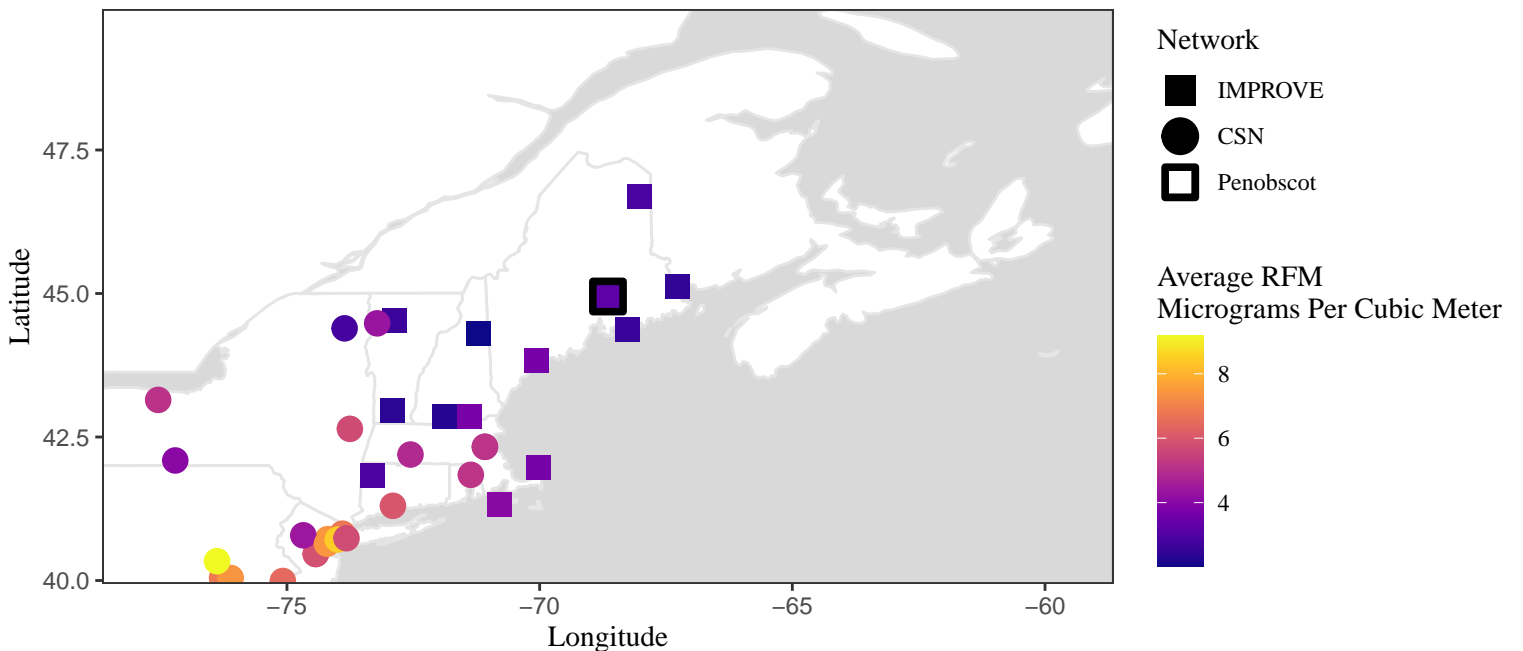 47.5
45.0
42.5
40.0
Latitude
−75
−70
−65
−60
Longitude
Network
IMPROVE
CSN
Penobscot
Average RFM
Micrograms Per Cubic Meter
8
6
4